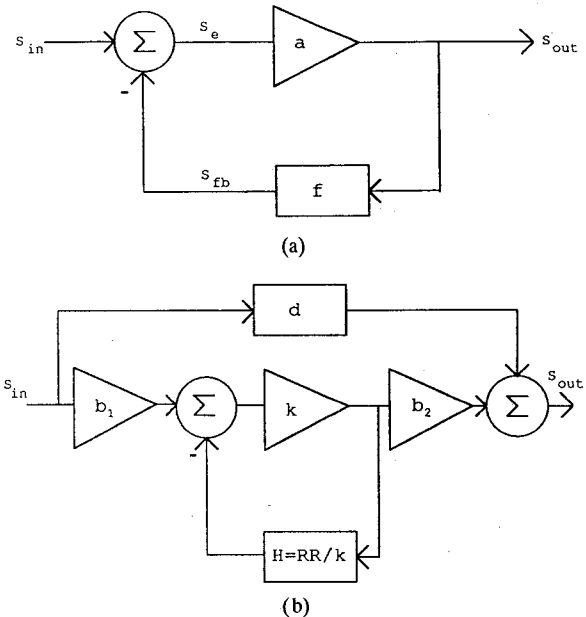 Σ
s_e
a
s_in
s_out
-
s_fb
f
(a)
d
s_in
b_1
Σ
k
b_2
Σ
s_out
-
H=RR/k
(b)